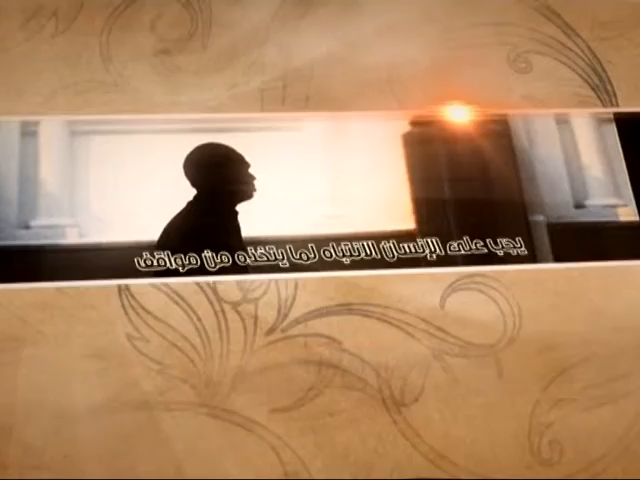 يجب على الإنسان الانتباه لما يتخذه من مواقف